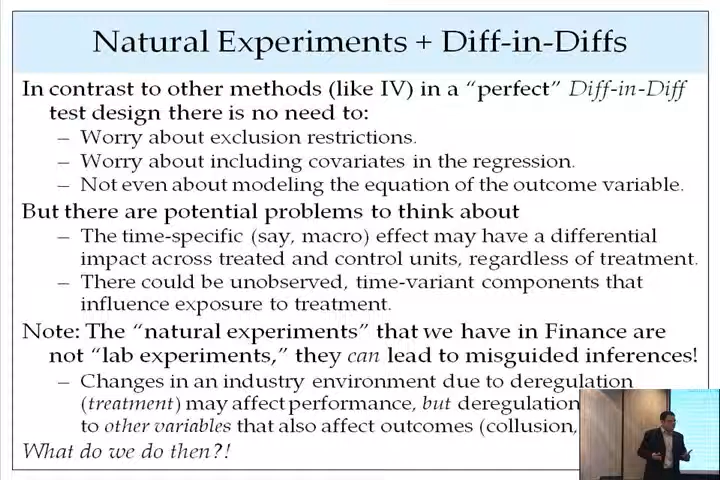 Natural Experiments + Diff-in-Diffs
In contrast to other methods (like IV) in a “perfect” Diff-in-Diff
test design there is no need to:
– Worry about exclusion restrictions.
– Worry about including covariates in the regression.
– Not even about modeling the equation of the outcome variable.
But there are potential problems to think about
– The time-specific (say, macro) effect may have a differential
impact across treated and control units, regardless of treatment.
– There could be unobserved, time-variant components that
influence exposure to treatment.
Note: The “natural experiments” that we have in Finance are
not “lab experiments,” they can lead to misguided inferences!
– Changes in an industry environment due to deregulation
(treatment) may affect performance, but deregulation
to other variables that also affect outcomes (collusion,
What do we do then?!